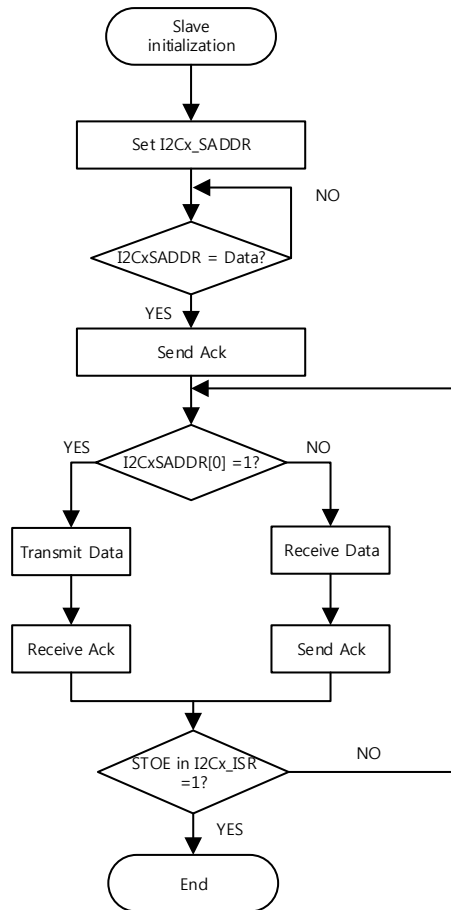 Slave
initialization
Set I2Cx_SADDR
NO
I2CxSADDR = Data?
YES
Send Ack
YES
NO
I2CxSADDR[0] =1?
Transmit Data
Receive Data
Receive Ack
Send Ack
STOE in I2Cx_ISR
=1?
NO
YES
End